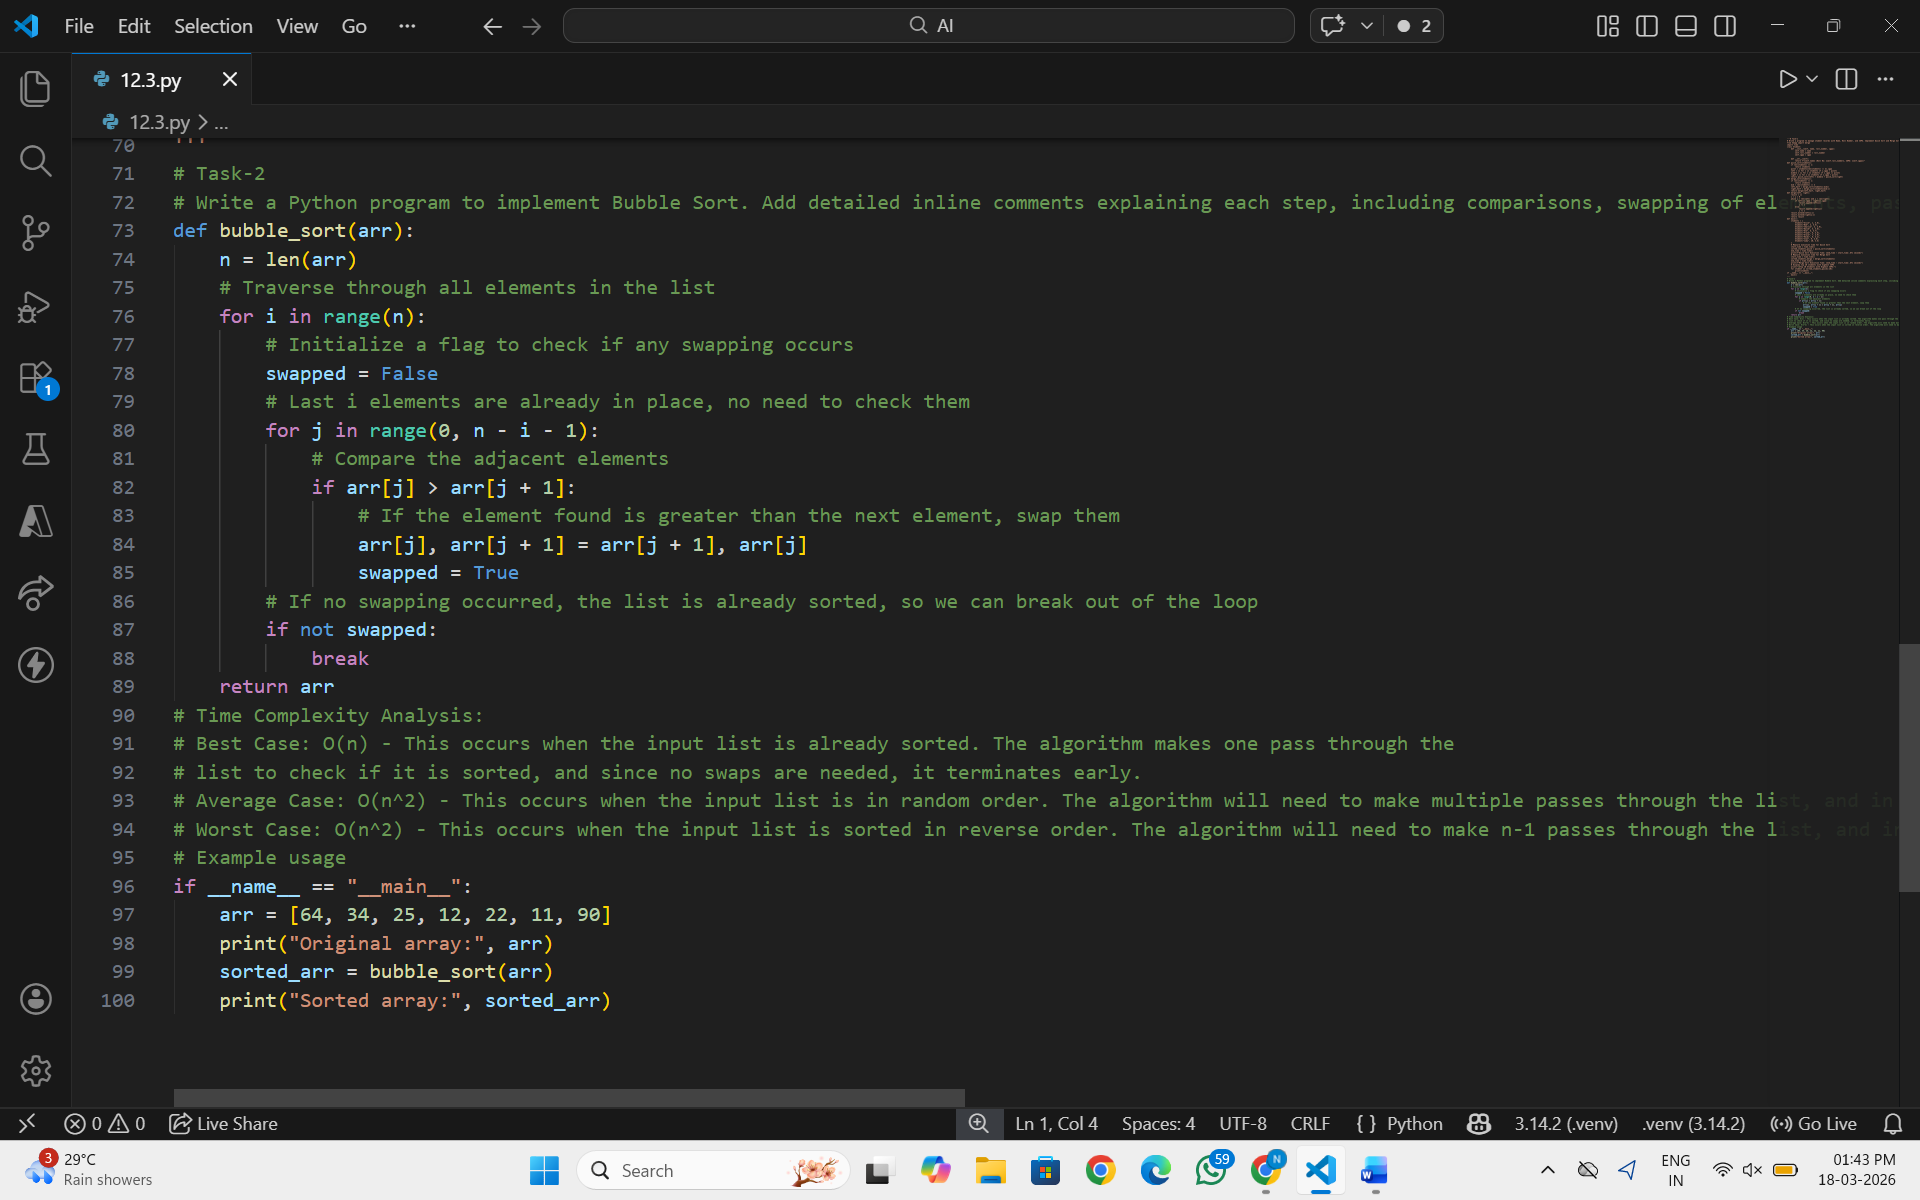 File Edit Selection View Go ... AI 2
12.3.py
12.3.py > ...
70 '''
71 # Task-2
72 # Write a Python program to implement Bubble Sort. Add detailed inline comments explaining each step, including comparisons, swapping of elements, pas
73 def bubble_sort(arr):
74 n = len(arr)
75 # Traverse through all elements in the list
76 for i in range(n):
77 # Initialize a flag to check if any swapping occurs
78 swapped = False
79 # Last i elements are already in place, no need to check them
80 for j in range(0, n - i - 1):
81 # Compare the adjacent elements
82 if arr[j] > arr[j + 1]:
83 # If the element found is greater than the next element, swap them
84 arr[j], arr[j + 1] = arr[j + 1], arr[j]
85 swapped = True
86 # If no swapping occurred, the list is already sorted, so we can break out of the loop
87 if not swapped:
88 break
89 return arr
90 # Time Complexity Analysis:
91 # Best Case: O(n) - This occurs when the input list is already sorted. The algorithm makes one pass through the
92 # list to check if it is sorted, and since no swaps are needed, it terminates early.
93 # Average Case: O(n^2) - This occurs when the input list is in random order. The algorithm will need to make multiple passes through the list, and in
94 # Worst Case: O(n^2) - This occurs when the input list is sorted in reverse order. The algorithm will need to make n-1 passes through the list, and in
95 # Example usage
96 if __name__ == "__main__":
97 arr = [64, 34, 25, 12, 22, 11, 90]
98 print("Original array:", arr)
99 sorted_arr = bubble_sort(arr)
100 print("Sorted array:", sorted_arr)
1
0 0 Live Share Ln 1, Col 4 Spaces: 4 UTF-8 CRLF { } Python 3.14.2 (.venv) .venv (3.14.2) Go Live
3 29°C
Rain showers
Search
59
N
ENG
IN
01:43 PM
18-03-2026